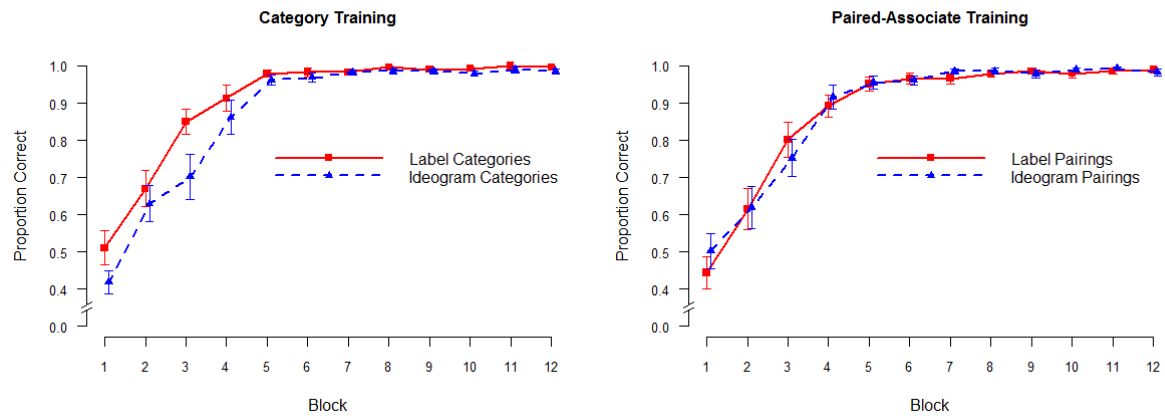 Category Training
Proportion Correct
1.0
0.9
0.8
0.7
0.6
0.5
0.4
0.0
Label Categories
Ideogram Categories
1 2 3 4 5 6 7 8 9 10 11 12
Block
Paired-Associate Training
Proportion Correct
1.0
0.9
0.8
0.7
0.6
0.5
0.4
0.0
Label Pairings
Ideogram Pairings
1 2 3 4 5 6 7 8 9 10 11 12
Block